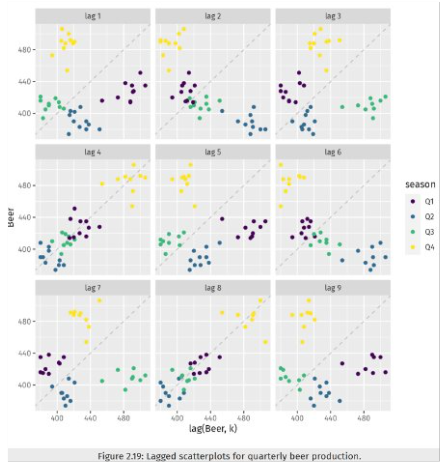 lag 1
lag 2
lag 3
480
440
400
lag 4
lag 5
lag 6
Beer
480
440
400
season
Q1
Q2
Q3
Q4
lag 7
lag 8
lag 9
480
440
400
400 440 480 400 440 480 400 440 480
lag(Beer, k)
Figure 2.19: Lagged scatterplots for quarterly beer production.